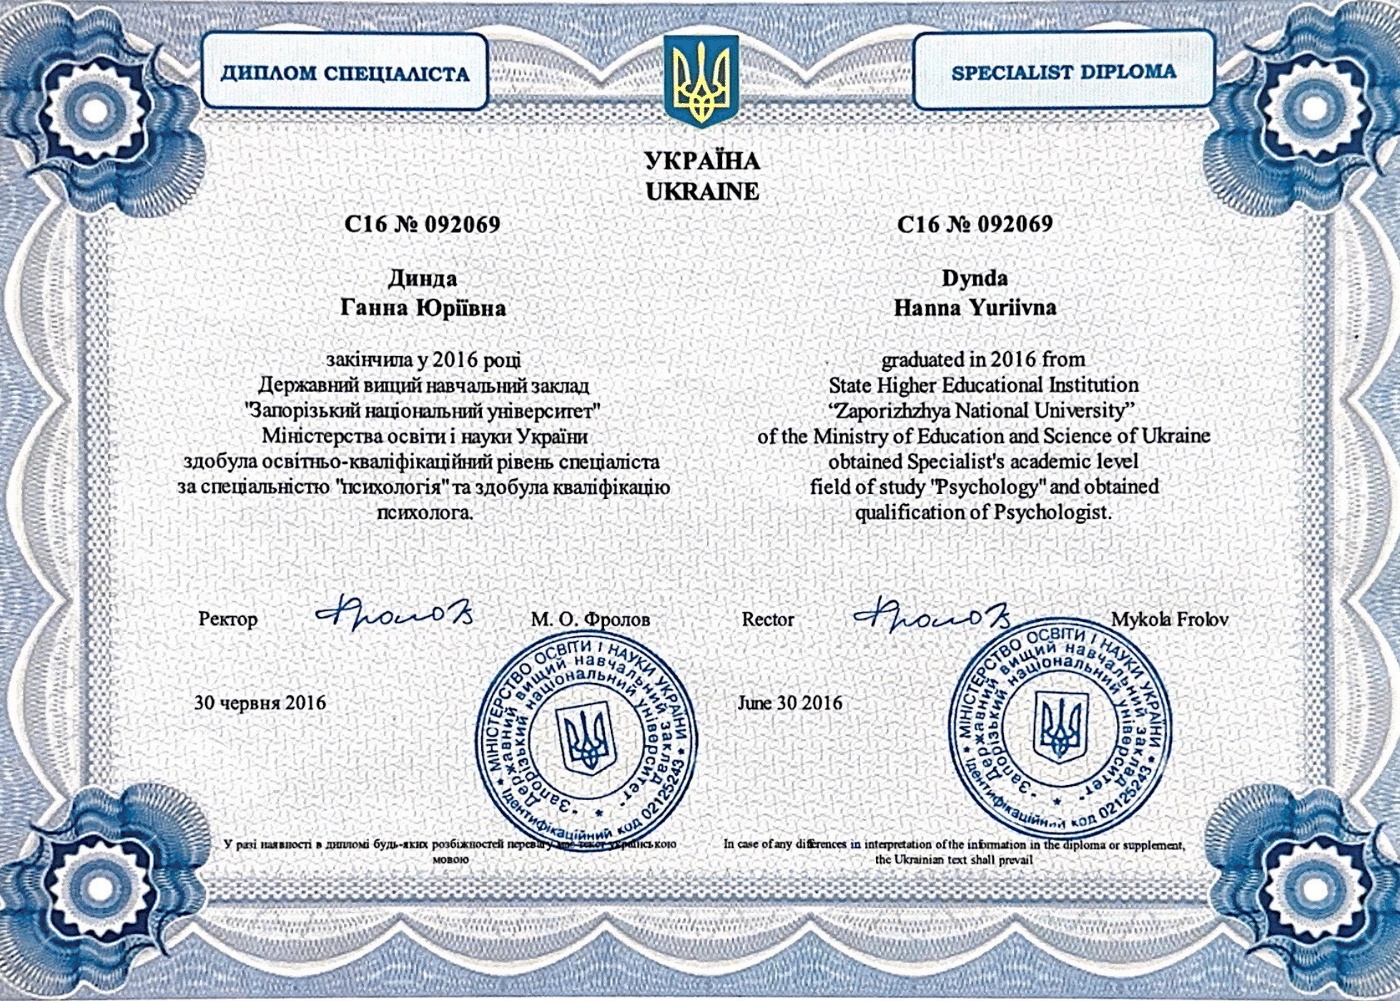 ДИПЛОМ СПЕЦІАЛІСТА
SPECIALIST DIPLOMA
УКРАЇНА
UKRAINE
С16 № 092069
Динда
Ганна Юріївна
закінчила у 2016 році
Державний вищий навчальний заклад
"Запорізький національний університет"
Міністерства освіти і науки України
здобула освітньо-кваліфікаційний рівень спеціаліста
за спеціальністю "психологія" та здобула кваліфікацію
психолога.
Ректор
Фролов
М. О. Фролов
30 червня 2016
* МІНІСТЕРСТВО ОСВІТИ І НАУКИ УКРАЇНИ *
Ідентифікаційний код 02125243
Державний вищий навчальний заклад
"Запорізький національний університет"
У разі наявності в дипломі будь-яких розбіжностей перевагу має текст українською
мовою
C16 № 092069
Dynda
Hanna Yuriivna
graduated in 2016 from
State Higher Educational Institution
“Zaporizhzhya National University”
of the Ministry of Education and Science of Ukraine
obtained Specialist's academic level
field of study "Psychology" and obtained
qualification of Psychologist.
Rector
Фролов
Mykola Frolov
June 30 2016
* МІНІСТЕРСТВО ОСВІТИ І НАУКИ УКРАЇНИ *
Ідентифікаційний код 02125243
Державний вищий навчальний заклад
"Запорізький національний університет"
In case of any differences in interpretation of the information in the diploma or supplement,
the Ukrainian text shall prevail